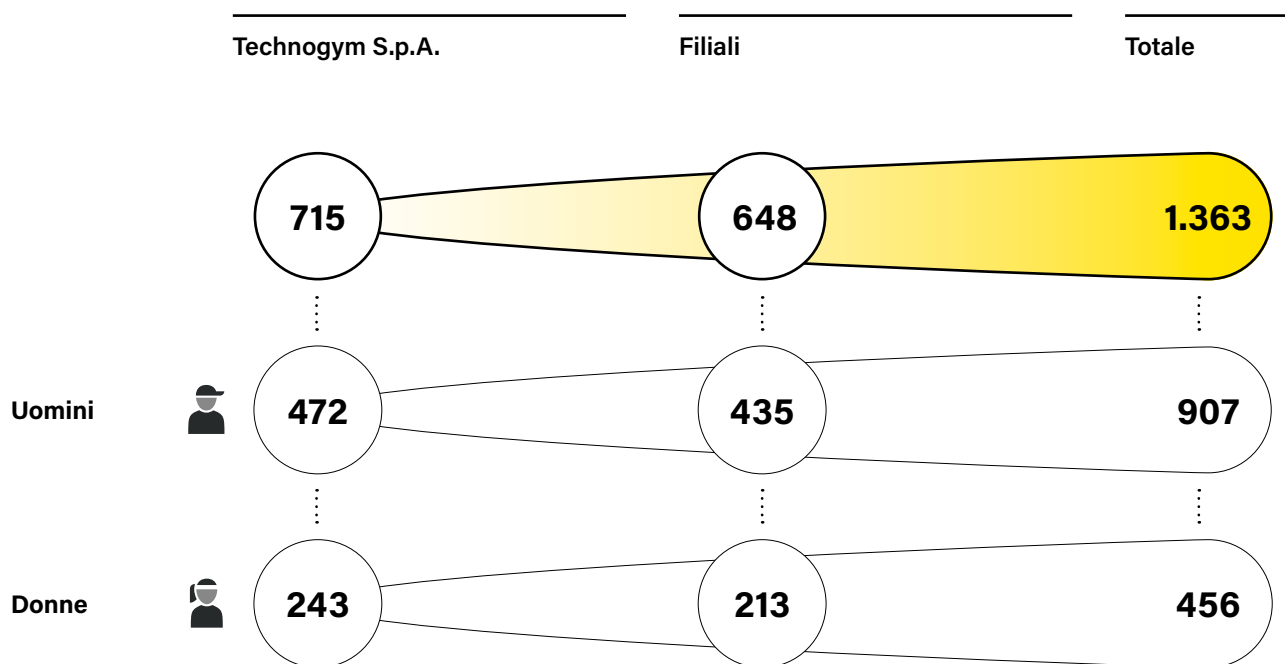 Technogym S.p.A. Filiali Totale
715 648 1.363
Uomini 472 435 907
Donne 243 213 456